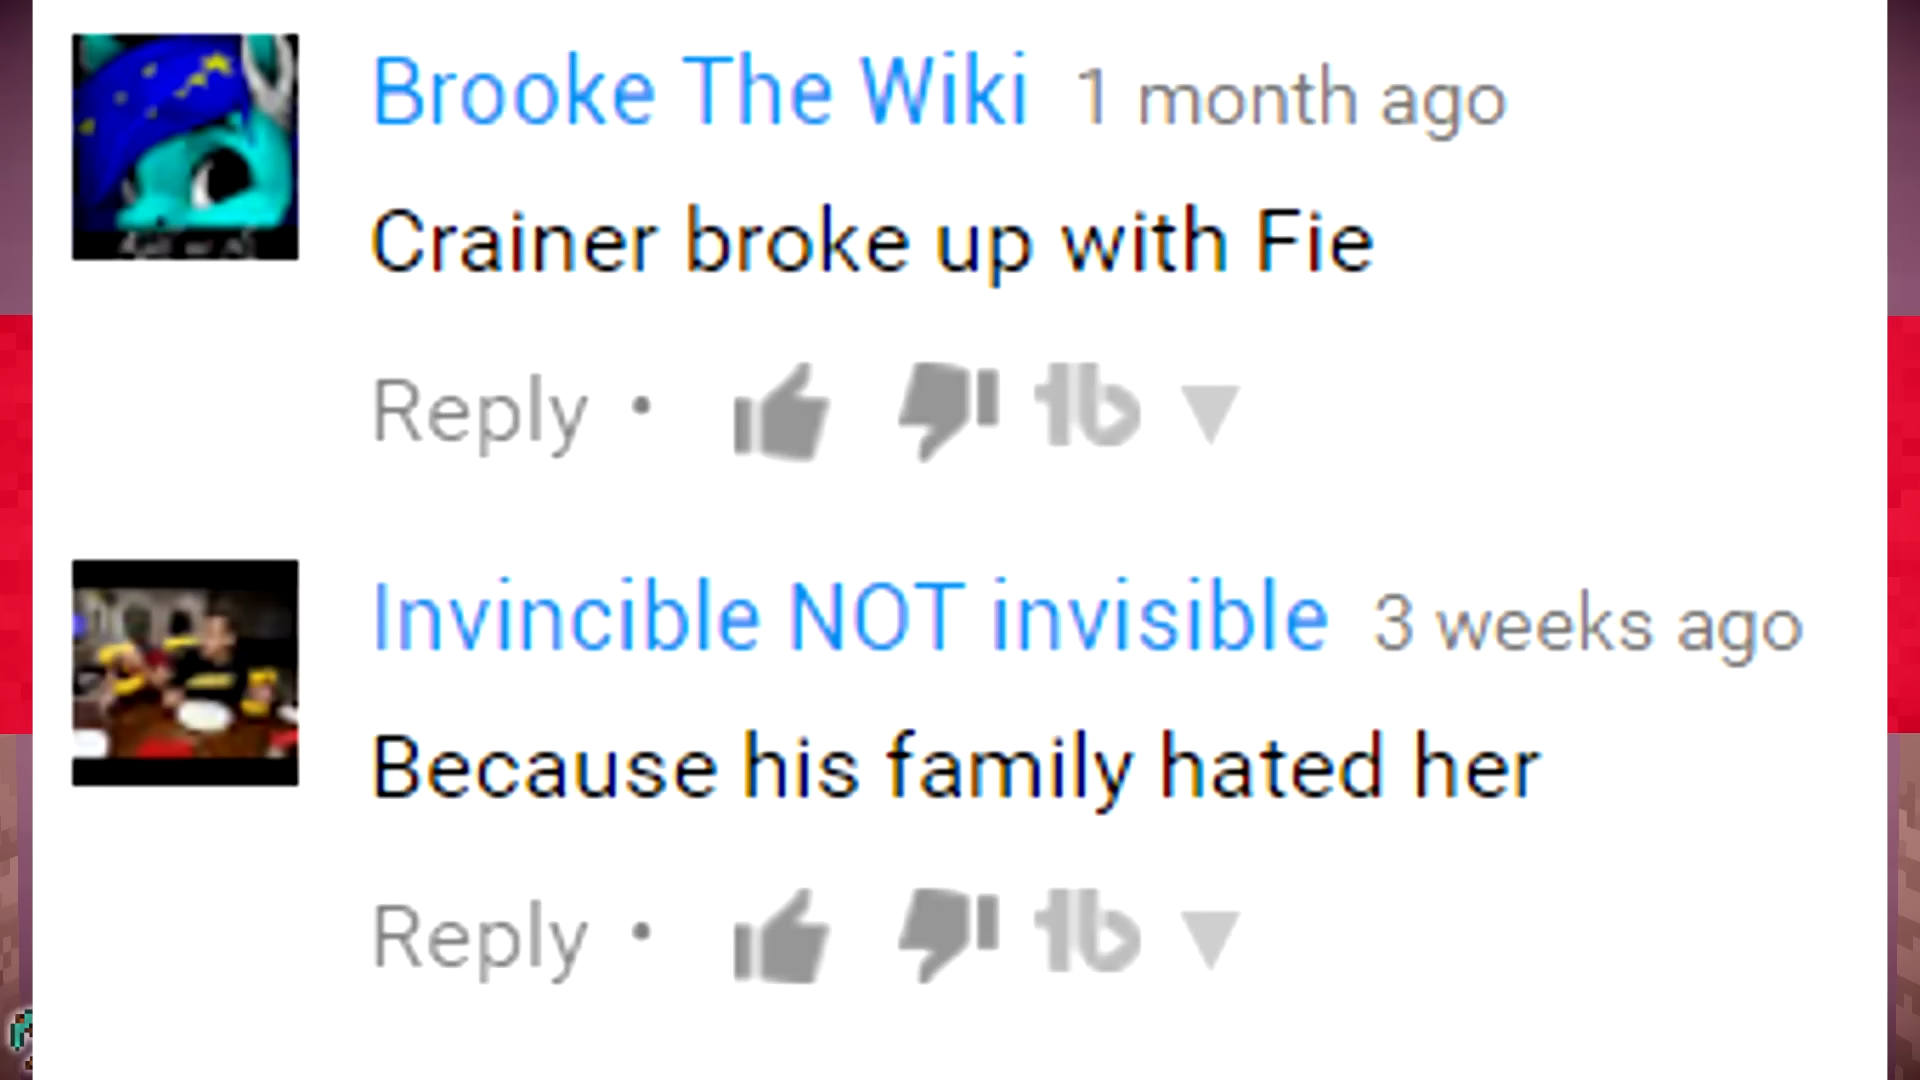 Brooke The Wiki 1 month ago
Crainer broke up with Fie
Reply •
Invincible NOT invisible 3 weeks ago
Because his family hated her
Reply •